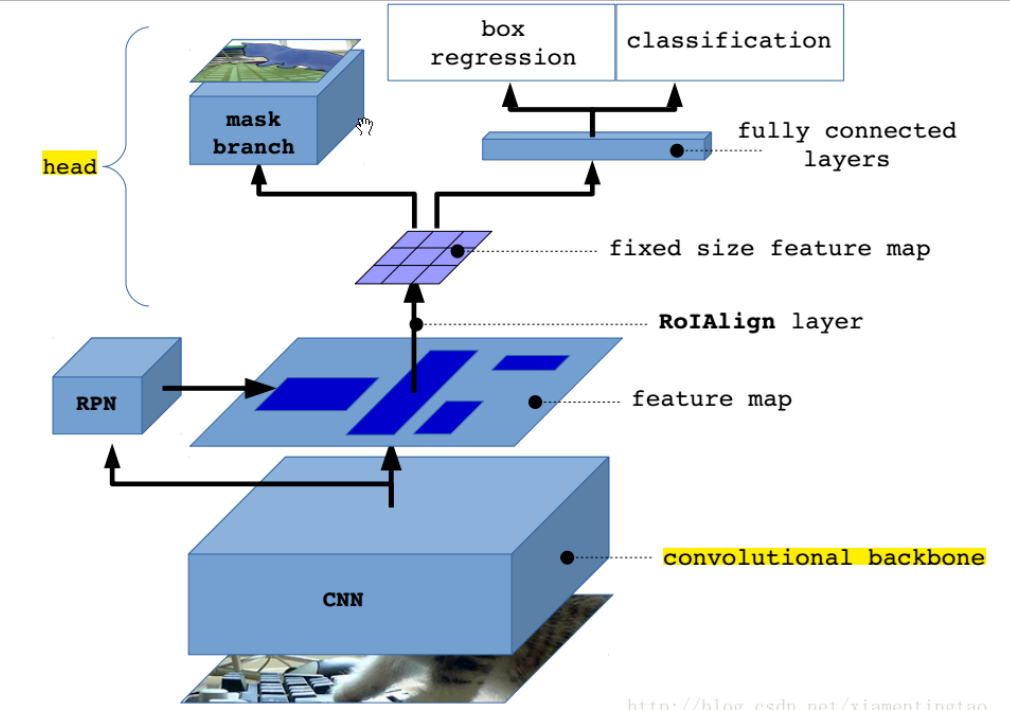 box
regression
classification
mask
branch
fully connected
layers
head
fixed size feature map
RoIAlign layer
RPN
feature map
convolutional backbone
CNN
http://blog.csdn.net/xiamentingtao